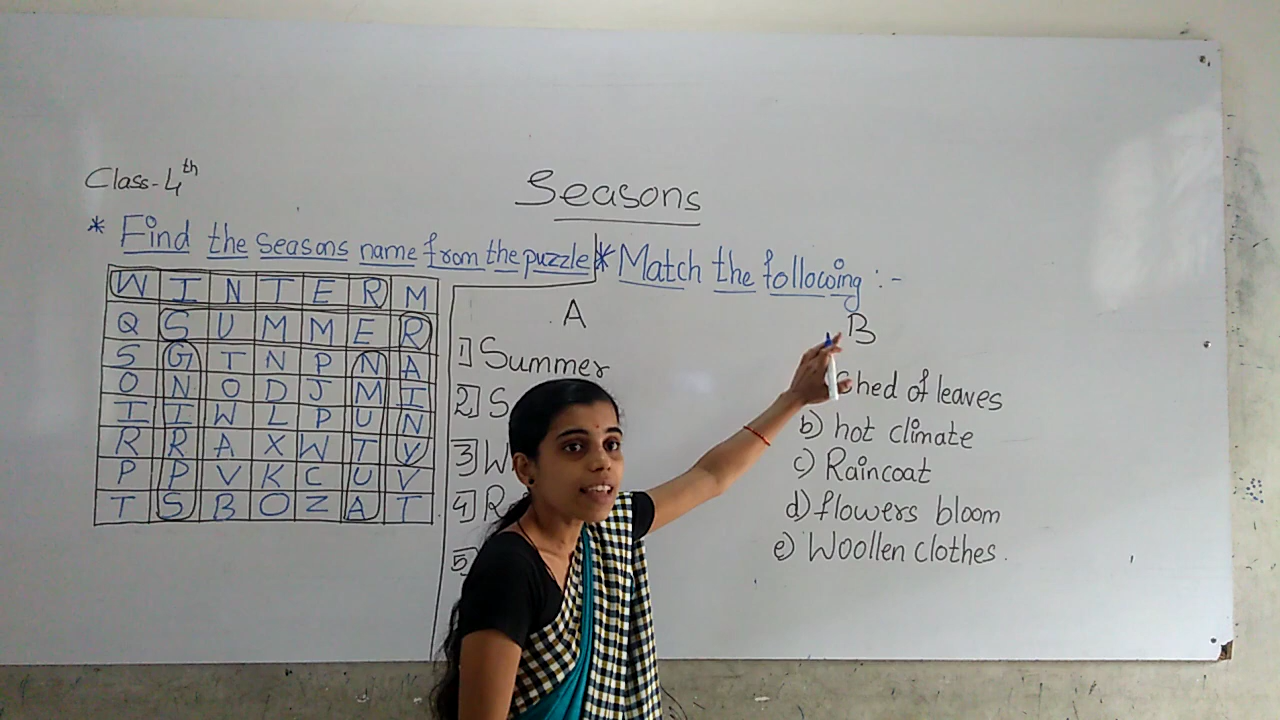 Class-4th
Seasons
* Find the seasons name from the puzzle
W I N T E R M
Q S U M M E R
S G T N P N A
O N O D J M I
I I W L P U N
R R A X W T Y
P P V K C U V
T S B O Z A T
* Match the following :-
A
1] Summer
2] S
3] W
4] R
5]
B
Shed of leaves
b) hot climate
c) Raincoat
d) flowers bloom
e) Woollen clothes.